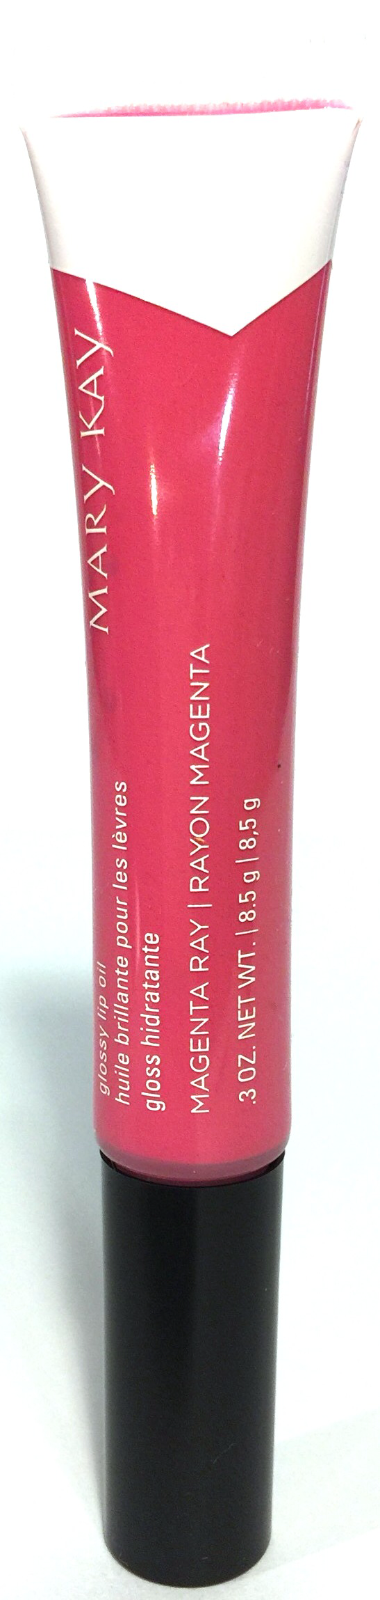 MARY KAY
glossy lip oil
huile brillante pour les lèvres
gloss hidratante
MAGENTA RAY | RAYON MAGENTA
.3 OZ. NET WT. | 8.5 g | 8,5 g